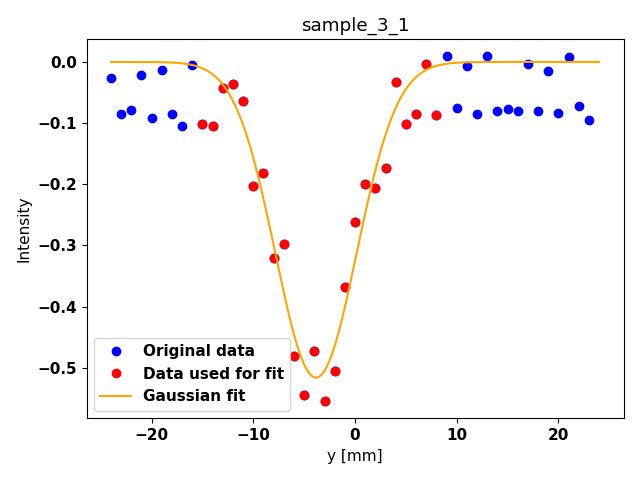 sample_3_1
0.0
−0.1
−0.2
−0.3
−0.4
−0.5
Intensity
Original data
Data used for fit
Gaussian fit
−20
−10
0
10
20
y [mm]